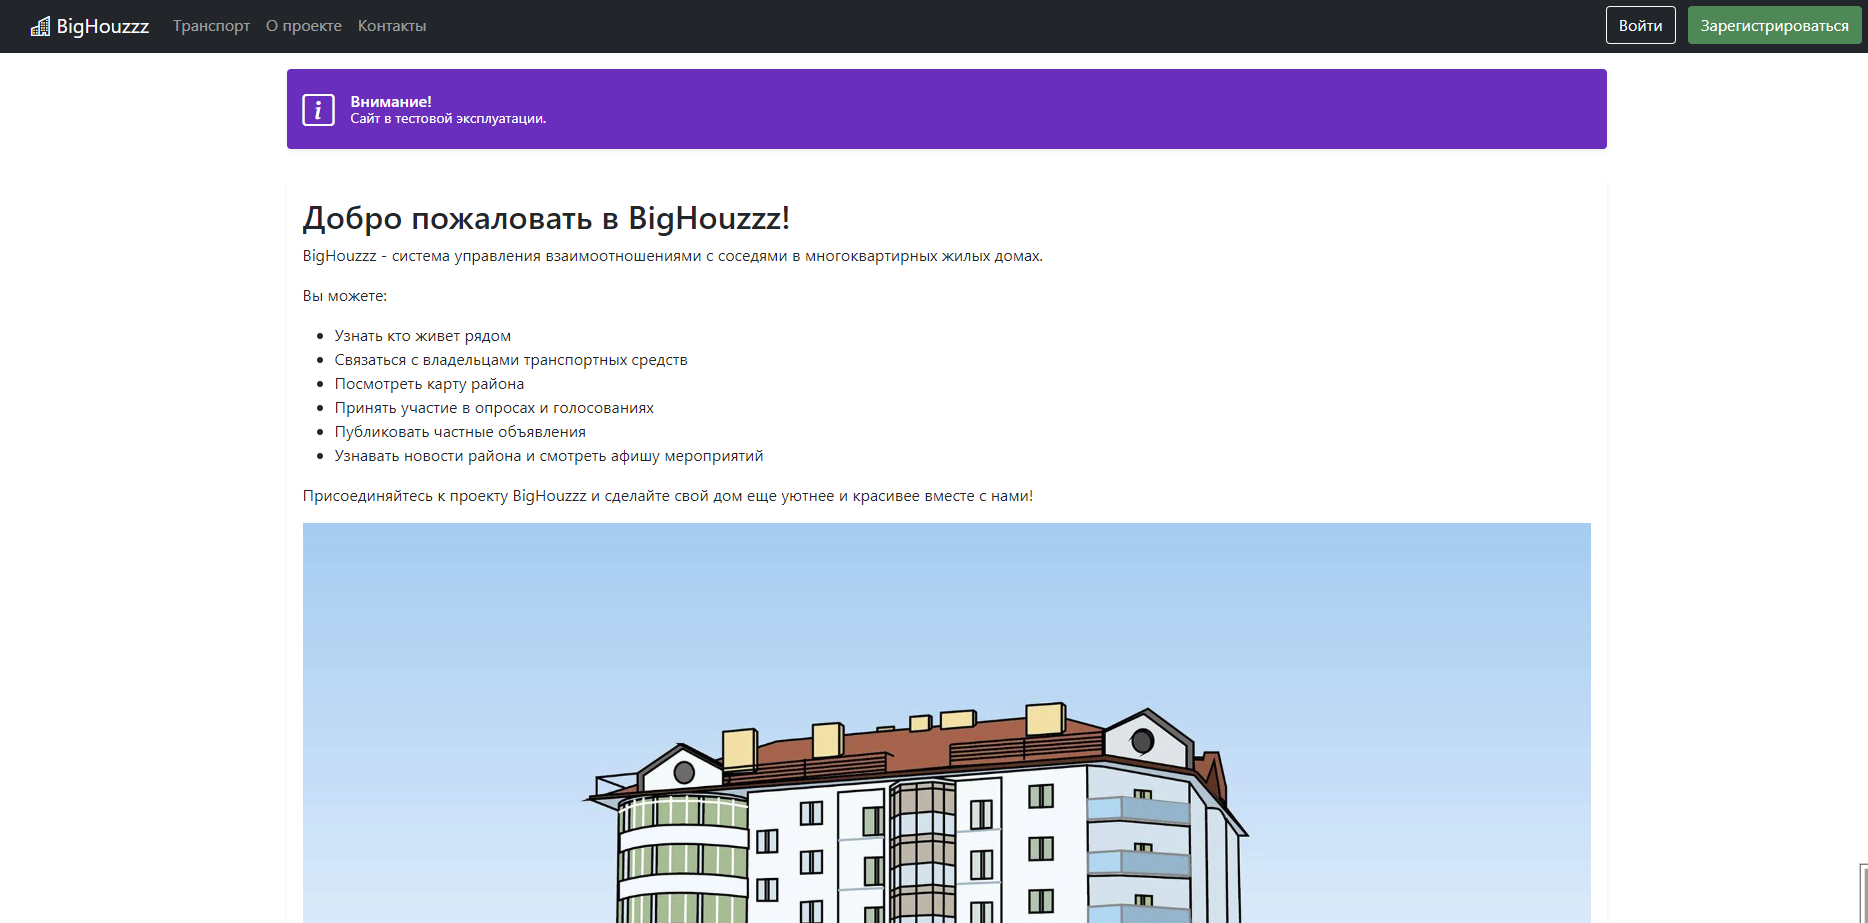 BigHouzzz Транспорт О проекте Контакты Войти Зарегистрироваться
Внимание!
Сайт в тестовой эксплуатации.
Добро пожаловать в BigHouzzz!
BigHouzzz - система управления взаимоотношениями с соседями в многоквартирных жилых домах.
Вы можете:
Узнать кто живет рядом
Связаться с владельцами транспортных средств
Посмотреть карту района
Принять участие в опросах и голосованиях
Публиковать частные объявления
Узнавать новости района и смотреть афишу мероприятий
Присоединяйтесь к проекту BigHouzzz и сделайте свой дом еще уютнее и красивее вместе с нами!